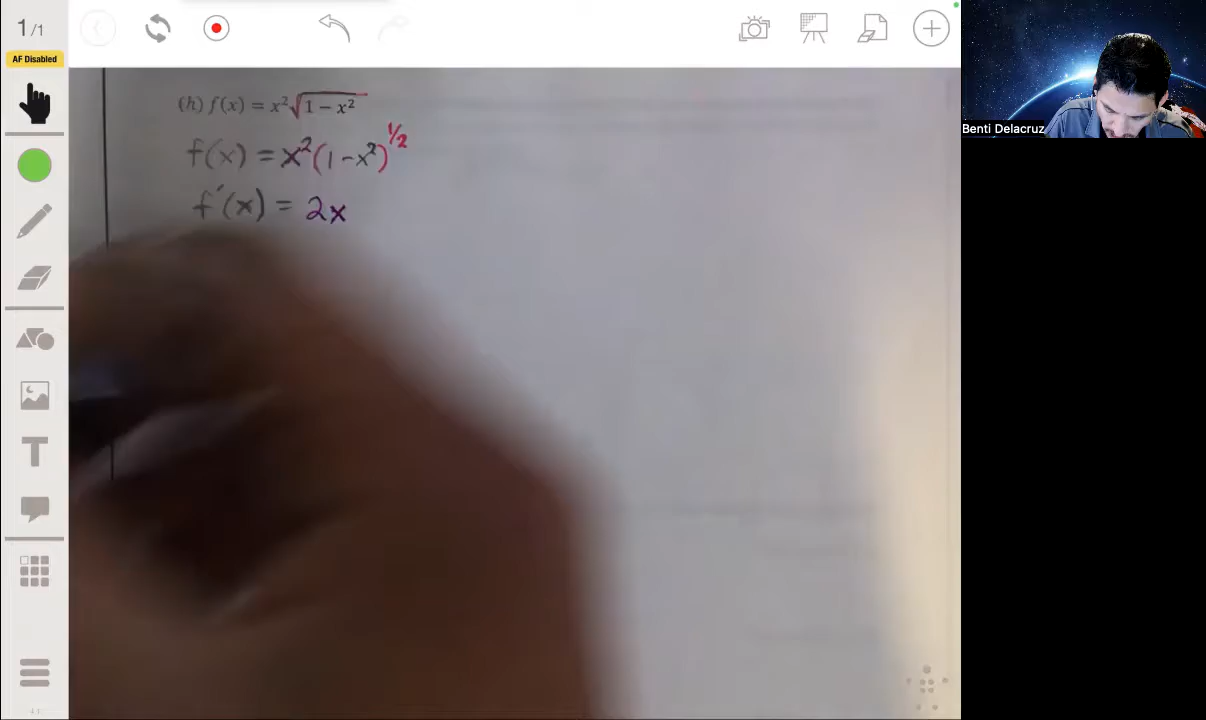 1/1
AF Disabled
(h) f(x) = x²√1 − x²
f(x) = x²(1-x²)^1/2
f'(x) = 2x
T
Benti Delacruz